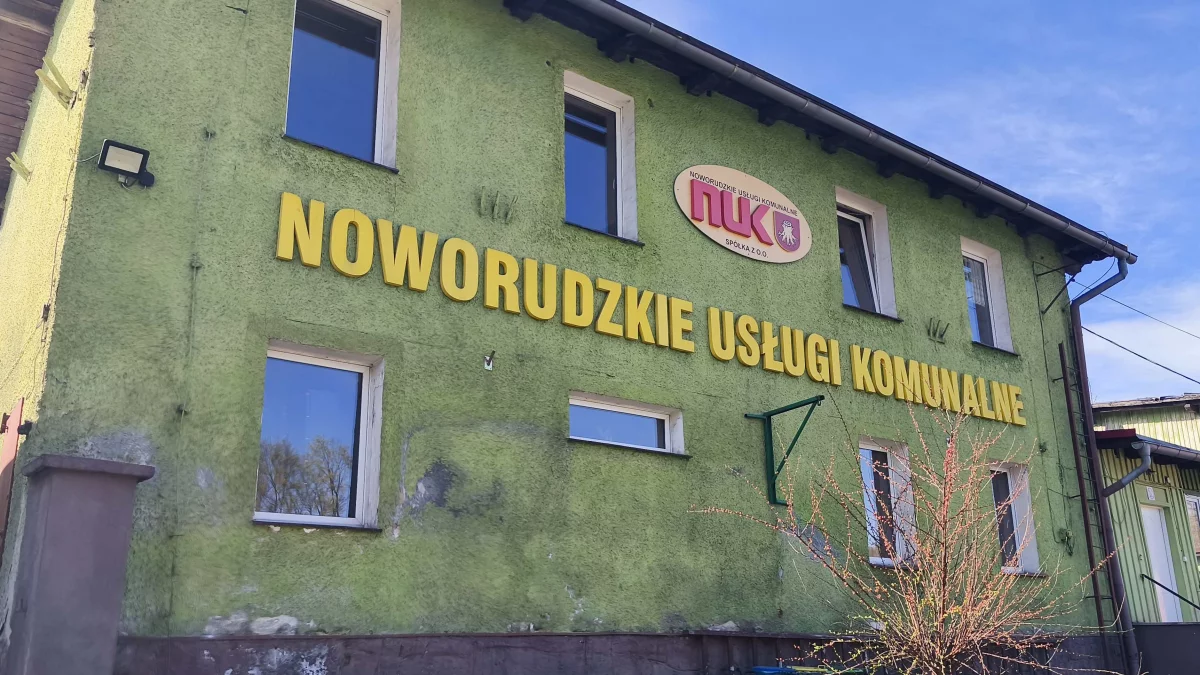 NOWORUDZKIE USŁUGI KOMUNALNE
NUK
SPÓŁKA Z O.O.
NOWORUDZKIE USŁUGI KOMUNALNE